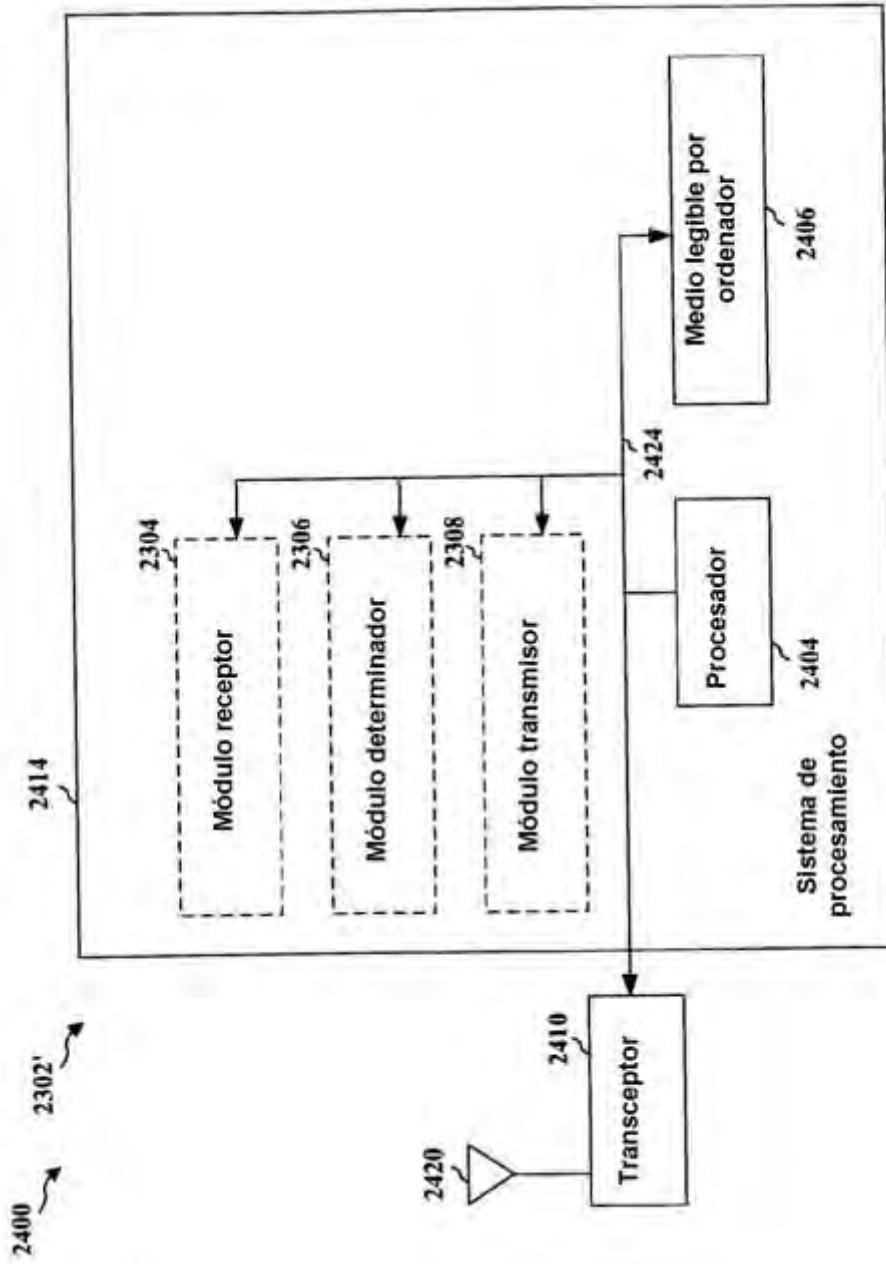 2400
2302'
2414
2420
2410
Transceptor
2304
Módulo receptor
2306
Módulo determinador
2308
Módulo transmisor
2424
Procesador
2404
Medio legible por
ordenador
2406
Sistema de
procesamiento